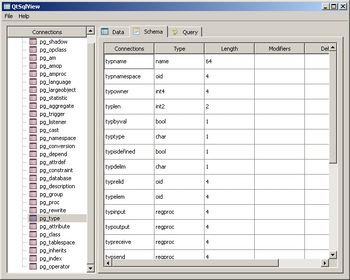 QtSqlView
File Help
Connections
pg_shadow
pg_opclass
pg_am
pg_amop
pg_amproc
pg_language
pg_largeobject
pg_statistic
pg_aggregate
pg_trigger
pg_listener
pg_cast
pg_namespace
pg_conversion
pg_depend
pg_attrdef
pg_constraint
pg_database
pg_description
pg_group
pg_proc
pg_rewrite
pg_type
pg_attribute
pg_class
pg_tablespace
pg_inherits
pg_index
pg_operator
Data Schema Query
Connections Type Length Modifiers Def
typname name 64
typnamespace oid 4
typowner int4 4
typlen int2 2
typbyval bool 1
typtype char 1
typisdefined bool 1
typdelim char 1
typrelid oid 4
typelem oid 4
typinput regproc 4
typoutput regproc 4
typreceive regproc 4
typsend regproc 4